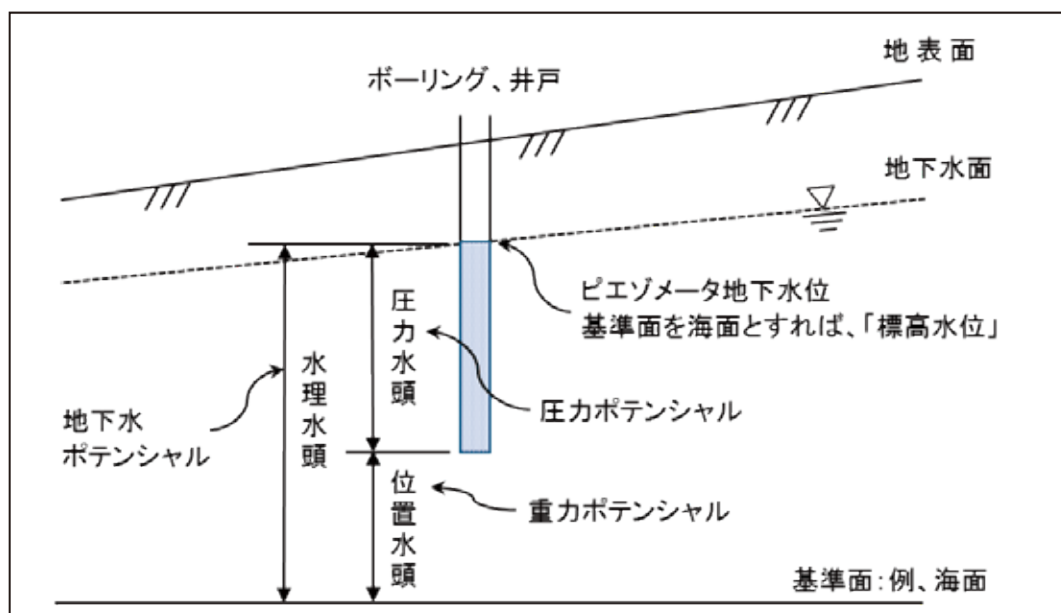 地表面
ボーリング、井戸
地下水面
ピエゾメータ地下水位
基準面を海面とすれば、「標高水位」
圧力水頭
水理水頭
地下水
ポテンシャル
圧力ポテンシャル
位置水頭
重力ポテンシャル
基準面:例、海面